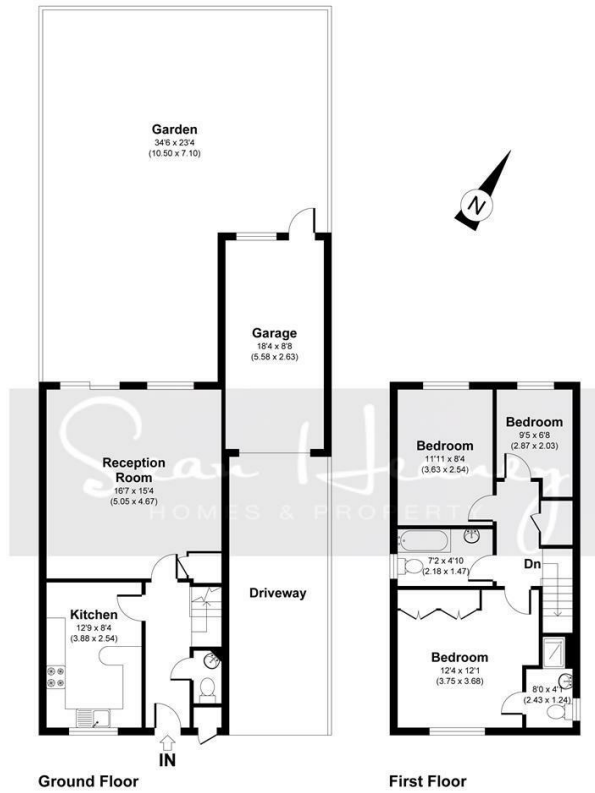 Garden
34'6 x 23'4
(10.50 x 7.10)
N
Garage
18'4 x 8'8
(5.58 x 2.63)
Reception
Room
16'7 x 15'4
(5.05 x 4.67)
Kitchen
12'9 x 8'4
(3.88 x 2.54)
Driveway
IN
Ground Floor
Bedroom
11'11 x 8'4
(3.63 x 2.54)
Bedroom
9'5 x 6'8
(2.87 x 2.03)
7'2 x 4'10
(2.18 x 1.47)
Dn
Bedroom
12'4 x 12'1
(3.75 x 3.68)
8'0 x 4'1
(2.43 x 1.24)
First Floor
Sean Heaney
HOMES & PROPERTY